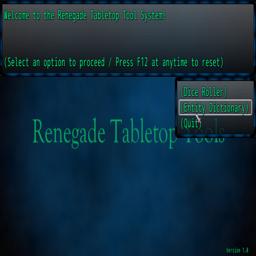 Welcome to the Renegade Tabletop Tool System!
(Select an option to proceed / Press F12 at anytime to reset)
(Dice Roller)
(Entity Dictionary)
(Quit)
Renegade Tabletop Tools
Version 1.0